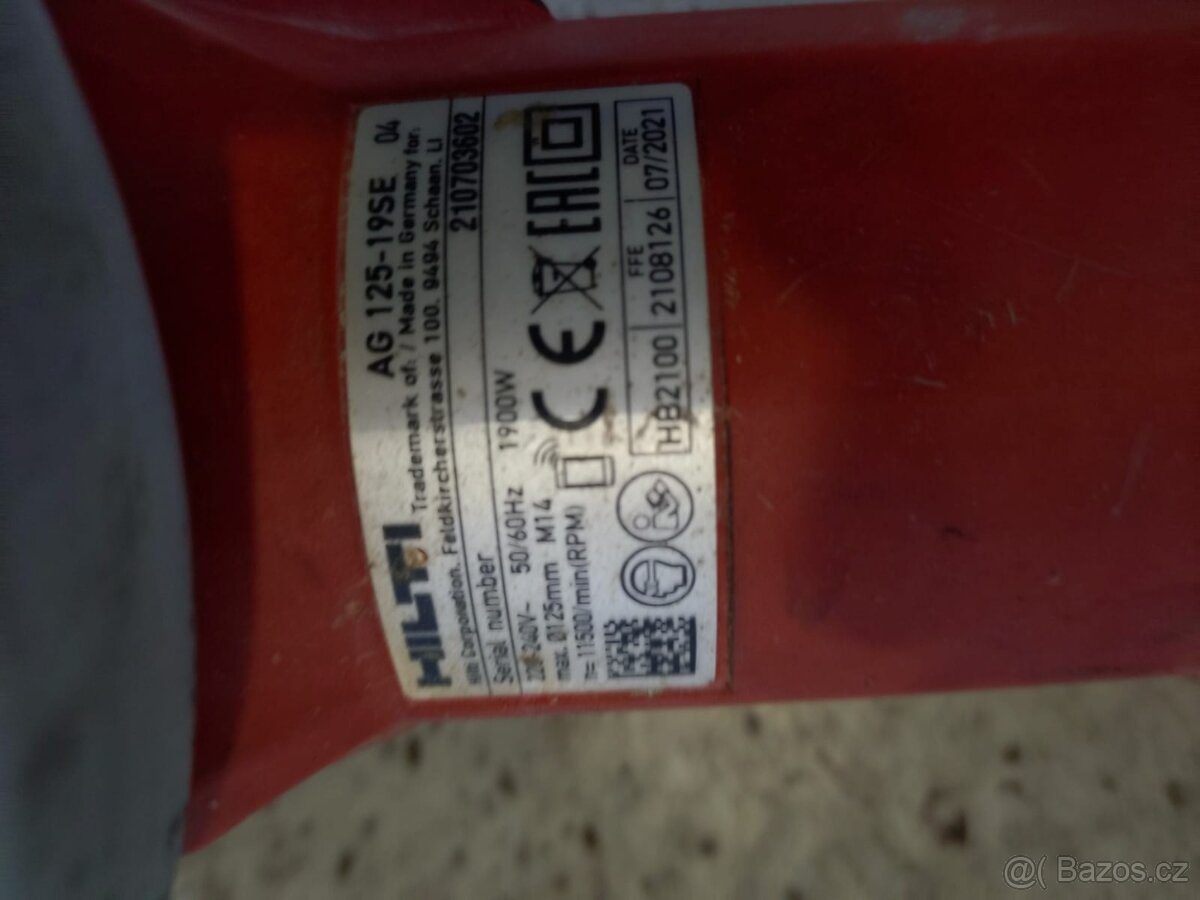 HILTI AG 125-19SE 04
Trademark of: / Made in Germany for:
Hilti Corporation, Feldkircherstrasse 100, 9494 Schaan, LI
Serial number 210703602
220-240V~ 50/60Hz 1900W
max. Ø125mm M14
n= 11500/min(RPM)
CE EAC
FFE DATE
HB2100 2108126 07/2021
@( Bazos.cz